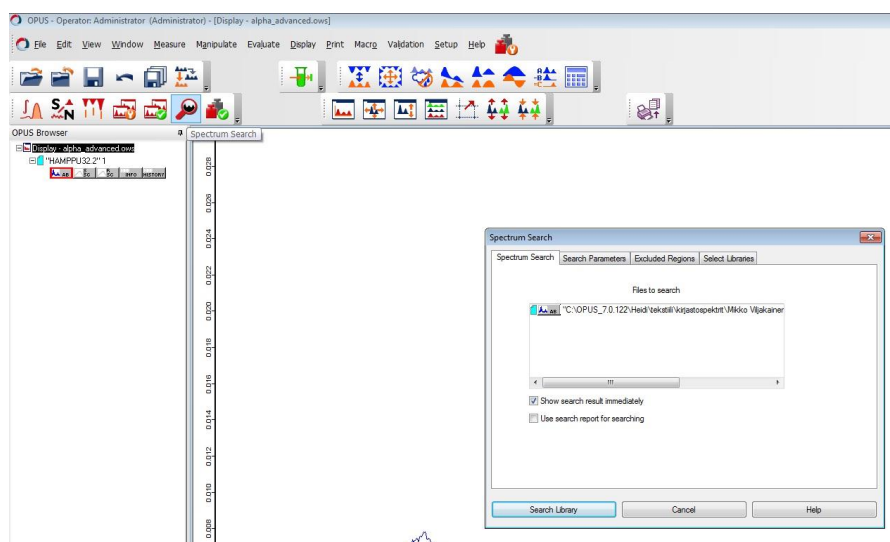 OPUS - Operator: Administrator (Administrator) - [Display - alpha_advanced.ows]
File Edit View Window Measure Manipulate Evaluate Display Print Macro Validation Setup Help
S/N
OPUS Browser
Spectrum Search
Display - alpha_advanced.ows
"HAMPPU32.2" 1
AB SC SC INFO HISTORY
0.028
0.026
0.024
0.022
0.020
0.018
0.016
0.014
0.012
0.010
0.008
Spectrum Search
Spectrum Search Search Parameters Excluded Regions Select Libraries
Files to search
AB "C:\OPUS_7.0.122\Heidi\tekstiili\kirjastospektrit\Mikko Viljakainer
Show search result immediately
Use search report for searching
Search Library Cancel Help